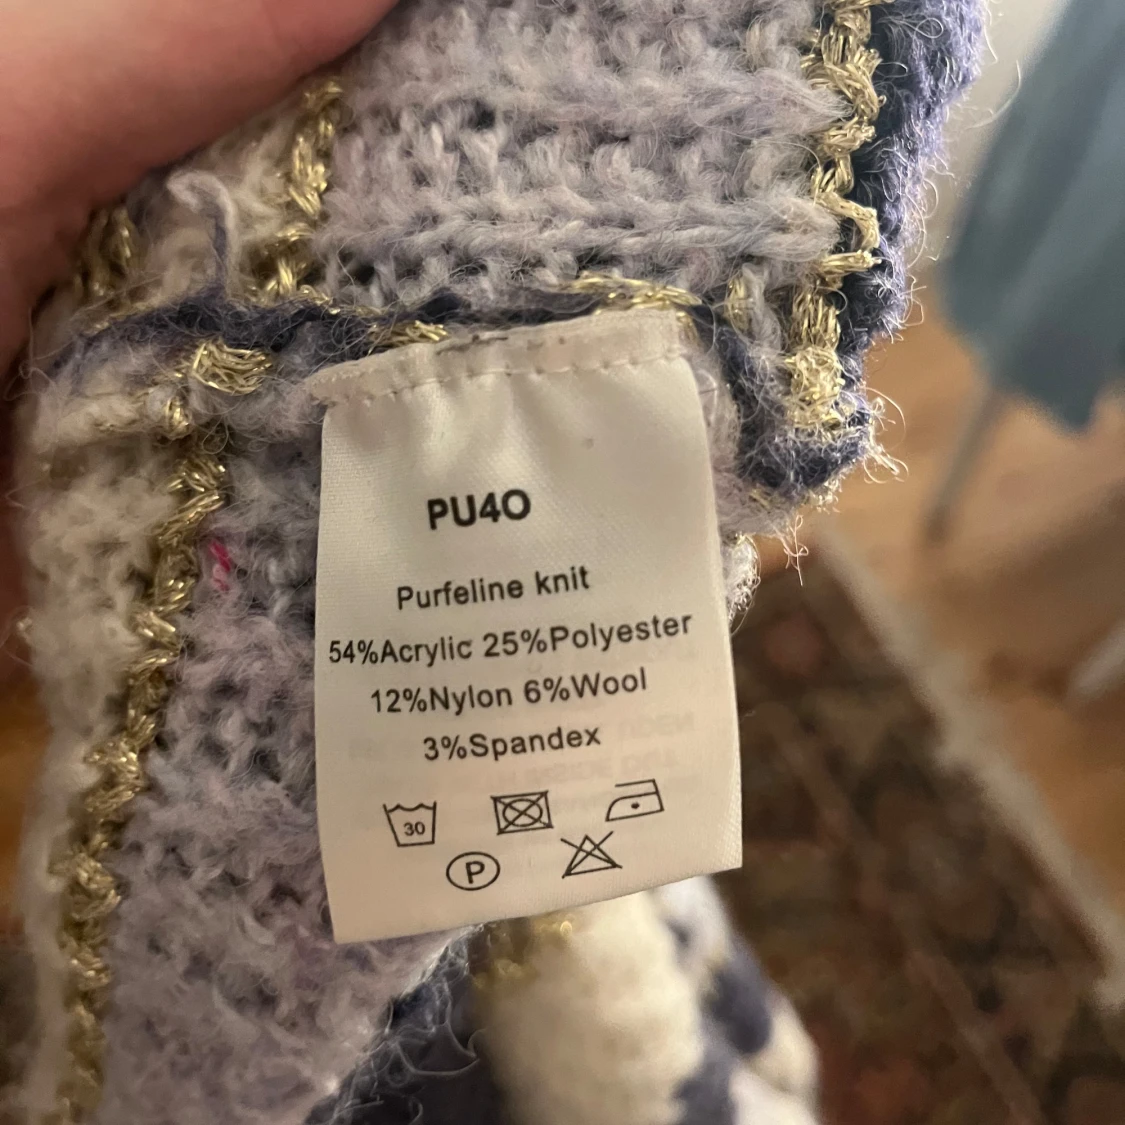 PU4O
Purfeline knit
54%Acrylic 25%Polyester
12%Nylon 6%Wool
3%Spandex
30
P